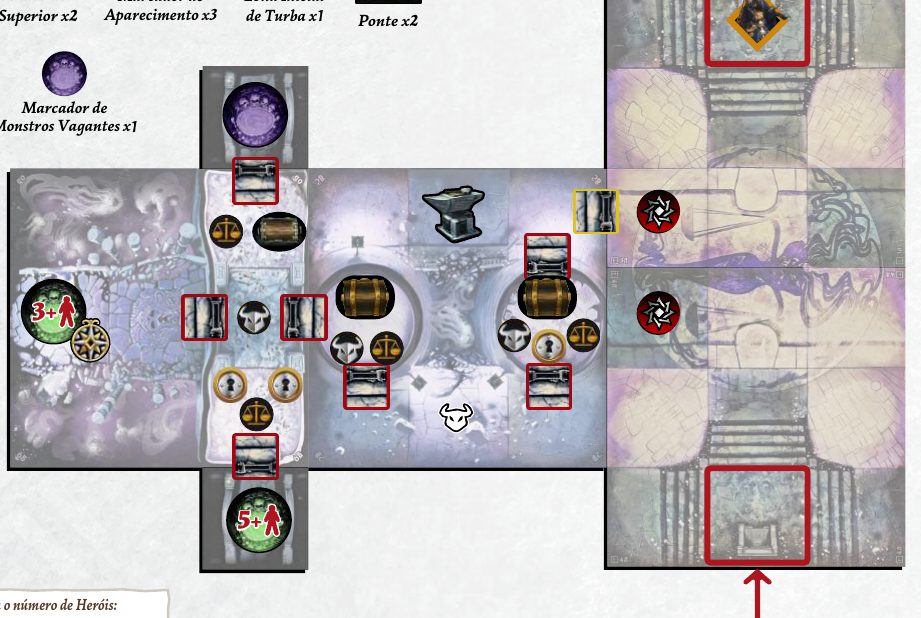 Superior x2
Aparecimento x3
de Turba x1
Ponte x2
Marcador de
Monstros Vagantes x1
3+
5+
o número de Heróis: